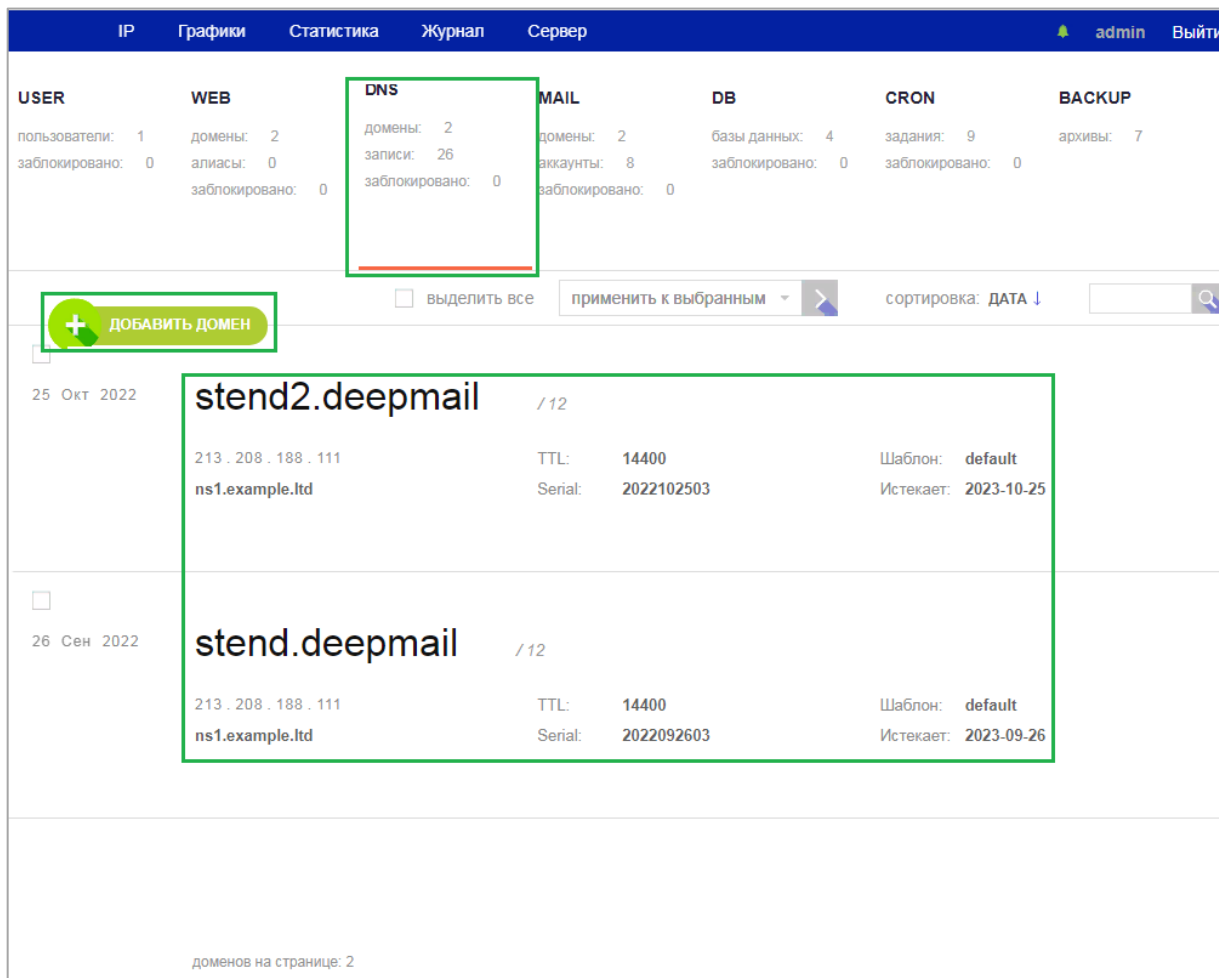 IP Графики Статистика Журнал Сервер admin Выйти
USER WEB DNS MAIL DB CRON BACKUP
пользователи: 1 домены: 2 домены: 2 домены: 2 базы данных: 4 задания: 9 архивы: 7
заблокировано: 0 алиасы: 0 записи: 26 аккаунты: 8 заблокировано: 0 заблокировано: 0
заблокировано: 0 заблокировано: 0 заблокировано: 0
выделить все применить к выбранным сортировка: ДАТА ↓
+ ДОБАВИТЬ ДОМЕН
25 Окт 2022 stend2.deepmail / 12
213 . 208 . 188 . 111 TTL: 14400 Шаблон: default
ns1.example.ltd Serial: 2022102503 Истекает: 2023-10-25
26 Сен 2022 stend.deepmail / 12
213 . 208 . 188 . 111 TTL: 14400 Шаблон: default
ns1.example.ltd Serial: 2022092603 Истекает: 2023-09-26
доменов на странице: 2